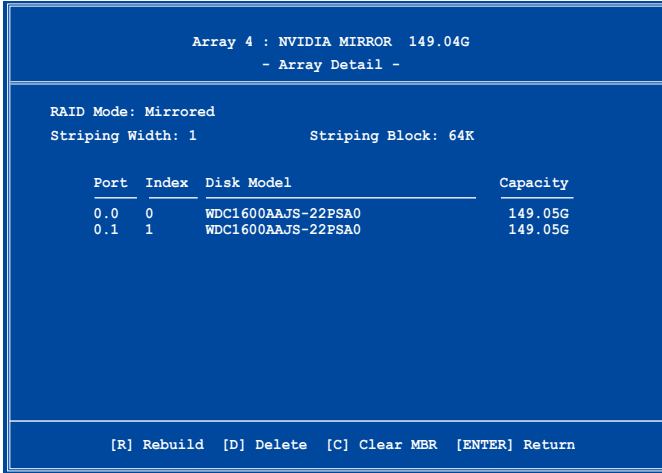 Array 4 : NVIDIA MIRROR 149.04G
- Array Detail -
RAID Mode: Mirrored
Striping Width: 1 Striping Block: 64K
Port Index Disk Model Capacity
0.0 0 WDC1600AAJS-22PSA0 149.05G
0.1 1 WDC1600AAJS-22PSA0 149.05G
[R] Rebuild [D] Delete [C] Clear MBR [ENTER] Return